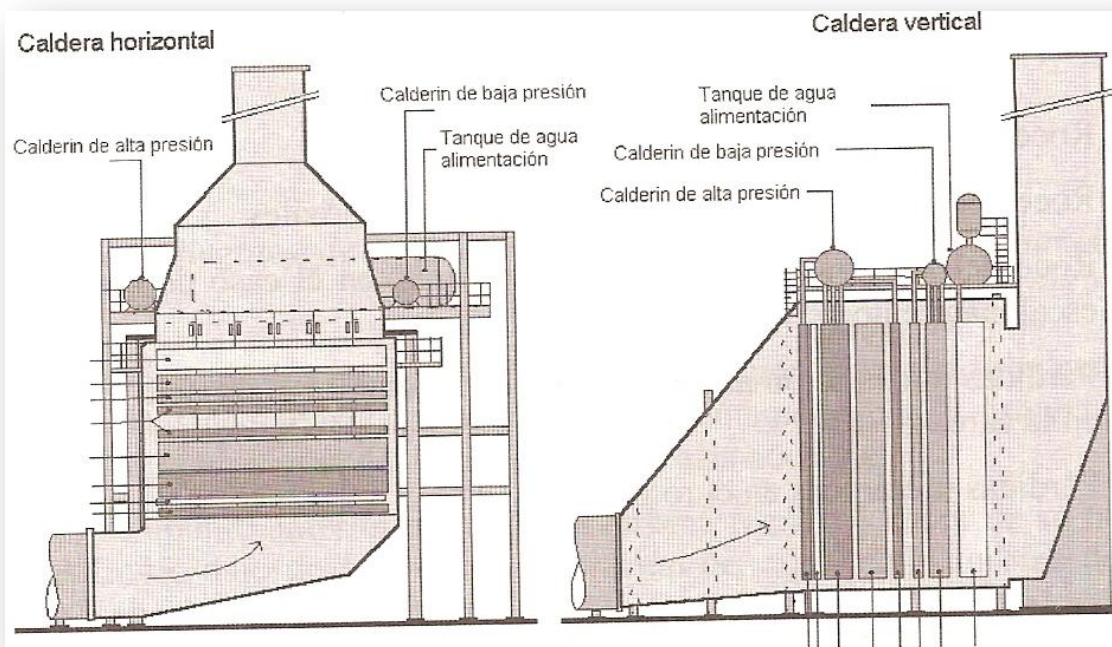 Caldera horizontal
Calderin de alta presión
Calderin de baja presión
Tanque de agua
alimentación
Caldera vertical
Tanque de agua
alimentación
Calderin de baja presión
Calderin de alta presión